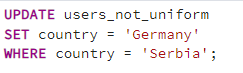 UPDATE users_not_uniform
SET country = 'Germany'
WHERE country = 'Serbia';